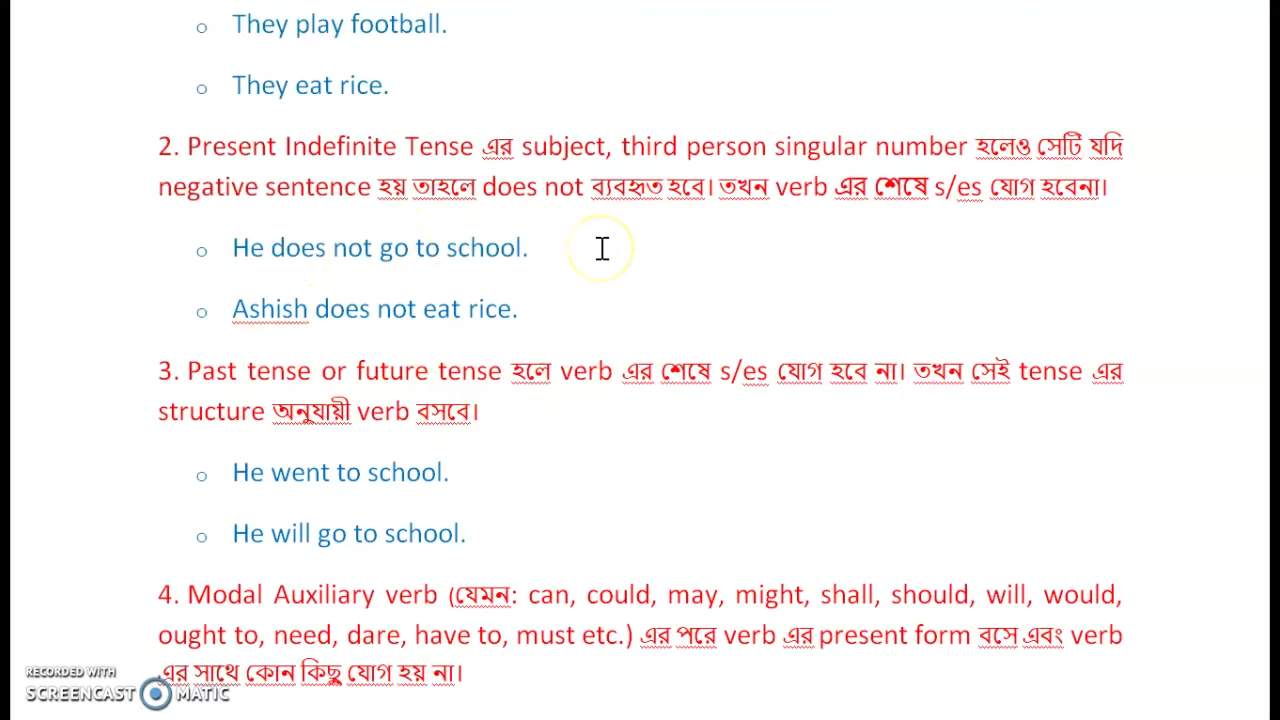 o They play football.
o They eat rice.
2. Present Indefinite Tense এর subject, third person singular number হলেও সেটি যদি
negative sentence হয় তাহলে does not ব্যবহৃত হবে। তখন verb এর শেষে s/es যোগ হবেনা।
o He does not go to school.
o Ashish does not eat rice.
3. Past tense or future tense হলে verb এর শেষে s/es যোগ হবে না। তখন সেই tense এর
structure অনুযায়ী verb বসবে।
o He went to school.
o He will go to school.
4. Modal Auxiliary verb (যেমন: can, could, may, might, shall, should, will, would,
ought to, need, dare, have to, must etc.) এর পরে verb এর present form বসে এবং verb
এর সাথে কোন কিছু যোগ হয় না।
RECORDED WITH
SCREENCAST MATIC